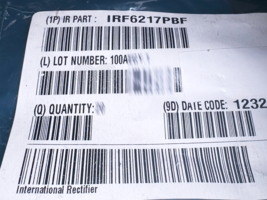 (1P) IR PART: IRF6217PBF
(L) LOT NUMBER: 100A
(Q) QUANTITY:
(9D) DATE CODE: 1232
International Rectifier